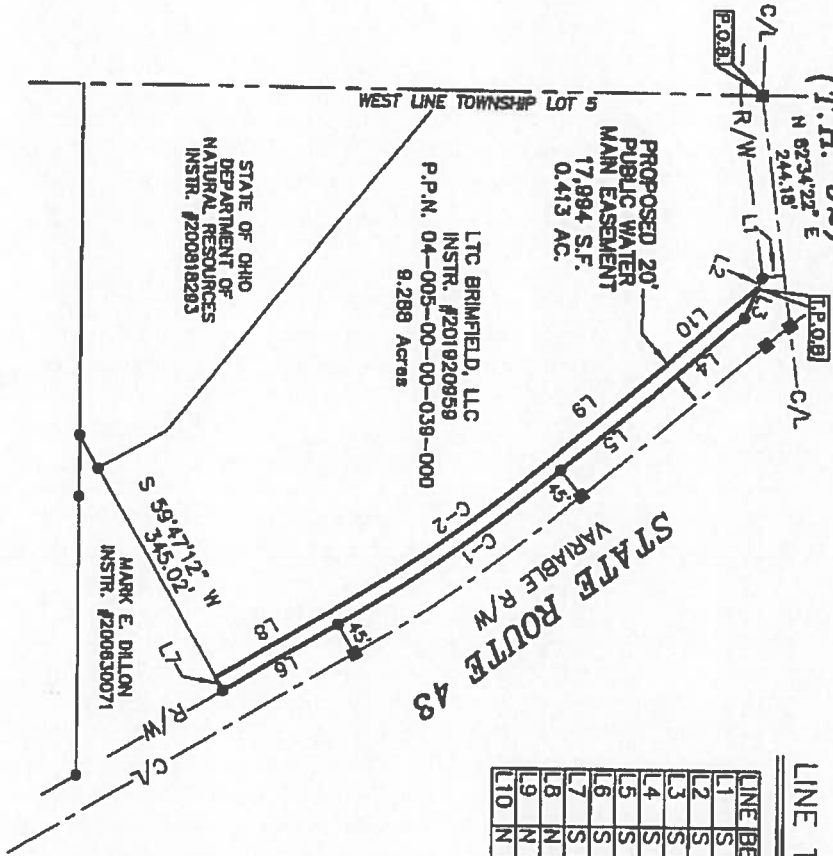 (T.H.
N 82°34'22" E
244.18'
C/L
P.O.B.
R/W
L1
L2
L3
T.P.O.B
C/L
WEST LINE TOWNSHIP LOT 5
PROPOSED 20'
PUBLIC WATER
MAIN EASEMENT
17,994 S.F.
0.413 AC.
L10
L4
L9
L5
45'
C-2
C-1
STATE ROUTE 43
VARIABLE R/W
LTC BRIMFIELD, LLC
INSTR. #201920959
P.P.N. 04-005-00-00-039-000
9.288 Acres
STATE OF OHIO
DEPARTMENT OF
NATURAL RESOURCES
INSTR. #200818283
S 59°47'12" W
345.02'
L8
L6
45'
L7
MARK E. DILLON
INSTR. #200630071
R/W
C/L
LINE T
LINE BE
L1 S
L2 S
L3 S
L4 S
L5 S
L6 S
L7 S
L8 N
L9 N
L10 N